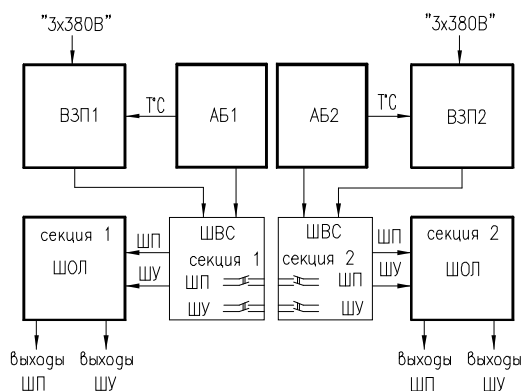 "3x380В" "3x380В"
ВЗП1 Т°С АБ1 АБ2 Т°С ВЗП2
секция 1 ШОЛ
ШП
ШУ
ШВС
секция 1
ШП
ШУ
ШВС
секция 2
ШП
ШУ
ШП
ШУ
секция 2
ШОЛ
выходы ШП
выходы ШУ
выходы ШП
выходы ШУ